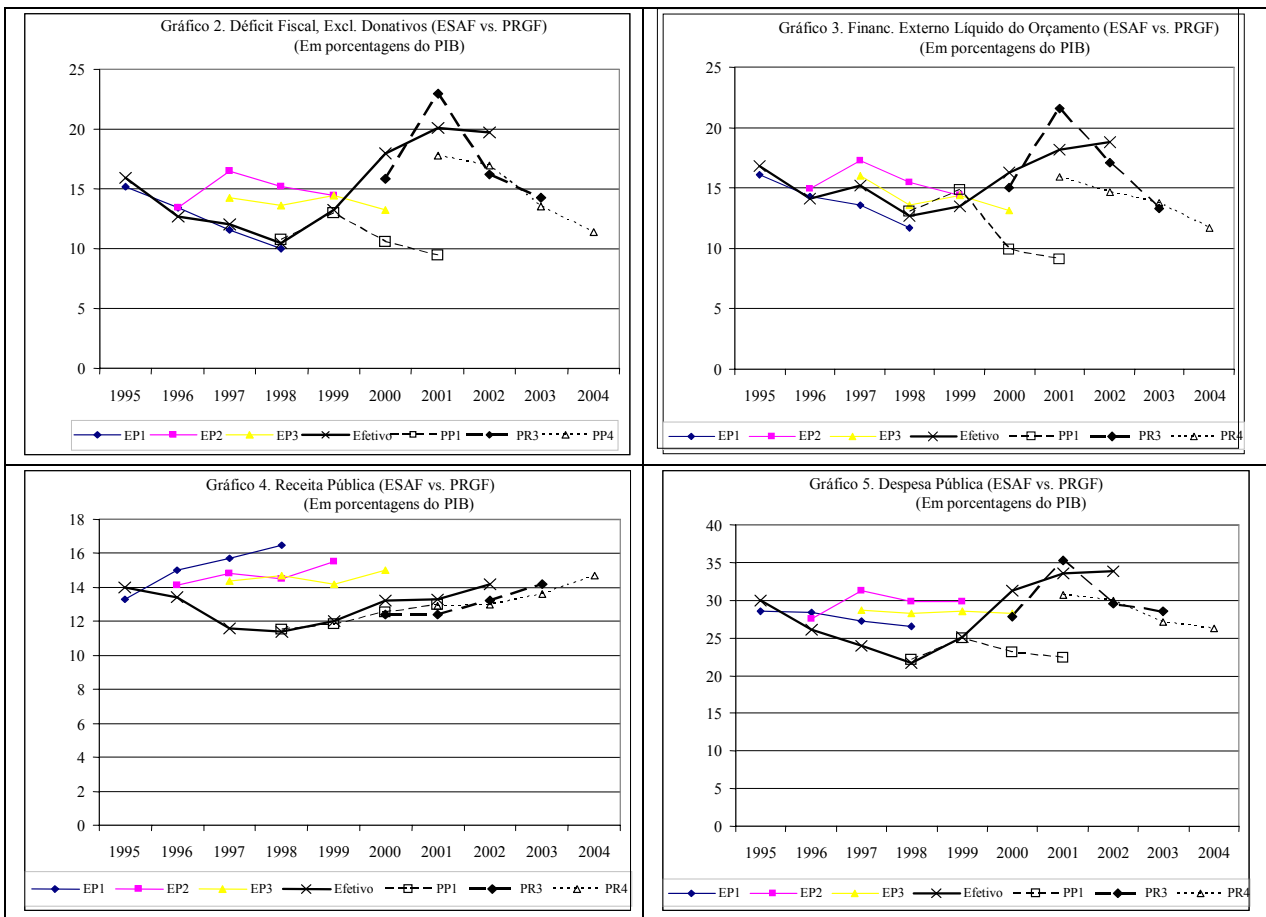 Gráfico 2. Déficit Fiscal, Excl. Donativos (ESAF vs. PRGF)
(Em porcentagens do PIB)
25
20
15
10
5
0
1995 1996 1997 1998 1999 2000 2001 2002 2003 2004
EP1 EP2 EP3 Efetivo PP1 PR3 PP4
Gráfico 3. Financ. Externo Líquido do Orçamento (ESAF vs. PRGF)
(Em porcentagens do PIB)
25
20
15
10
5
0
1995 1996 1997 1998 1999 2000 2001 2002 2003 2004
EP1 EP2 EP3 Efetivo PP1 PR3 PR4
Gráfico 4. Receita Pública (ESAF vs. PRGF)
(Em porcentagens do PIB)
18
16
14
12
10
8
6
4
2
0
1995 1996 1997 1998 1999 2000 2001 2002 2003 2004
EP1 EP2 EP3 Efetivo PP1 PR3 PR4
Gráfico 5. Despesa Pública (ESAF vs. PRGF)
(Em porcentagens do PIB)
40
35
30
25
20
15
10
5
0
1995 1996 1997 1998 1999 2000 2001 2002 2003 2004
EP1 EP2 EP3 Efetivo PP1 PR3 PR4